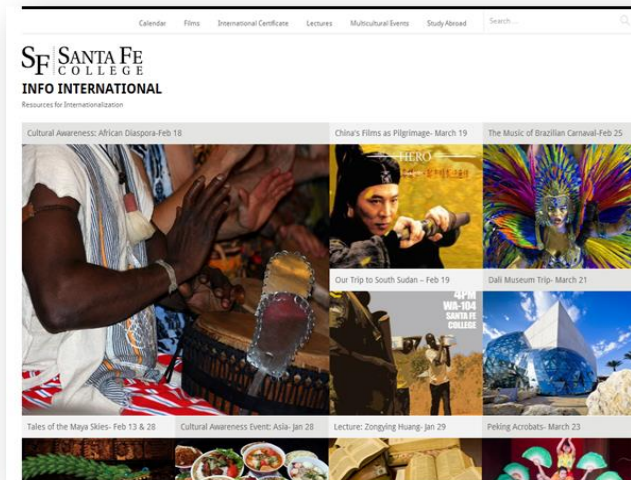 Calendar Films International Certificate Lectures Multicultural Events Study Abroad Search ...
SF SANTA FE
COLLEGE
INFO INTERNATIONAL
Resources for Internationalization
Cultural Awareness: African Diaspora-Feb 18
China's Films as Pilgrimage- March 19
The Music of Brazilian Carnaval-Feb 25
HERO
Our Trip to South Sudan – Feb 19
Dali Museum Trip- March 21
4PM
WA-104
SANTA FE
COLLEGE
Tales of the Maya Skies- Feb 13 & 28
Cultural Awareness Event: Asia- Jan 28
Lecture: Zongying Huang- Jan 29
Peking Acrobats- March 23